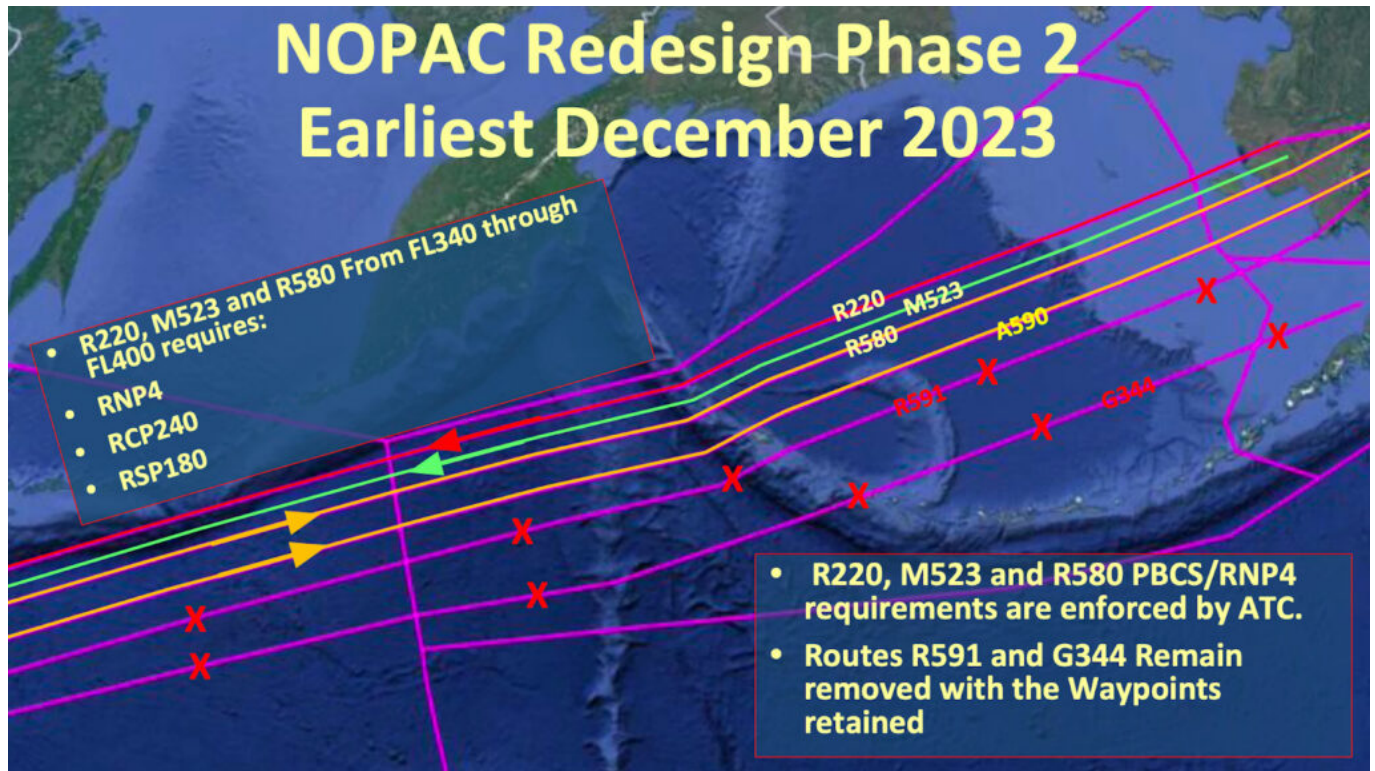 NOPAC Redesign Phase 2
Earliest December 2023
• R220, M523 and R580 From FL340 through
FL400 requires:
• RNP4
• RCP240
• RSP180
R220
M523
R580
A590
R591
G344
X
X
X
X
X
X
X
X
X
X
• R220, M523 and R580 PBCS/RNP4
requirements are enforced by ATC.
• Routes R591 and G344 Remain
removed with the Waypoints
retained